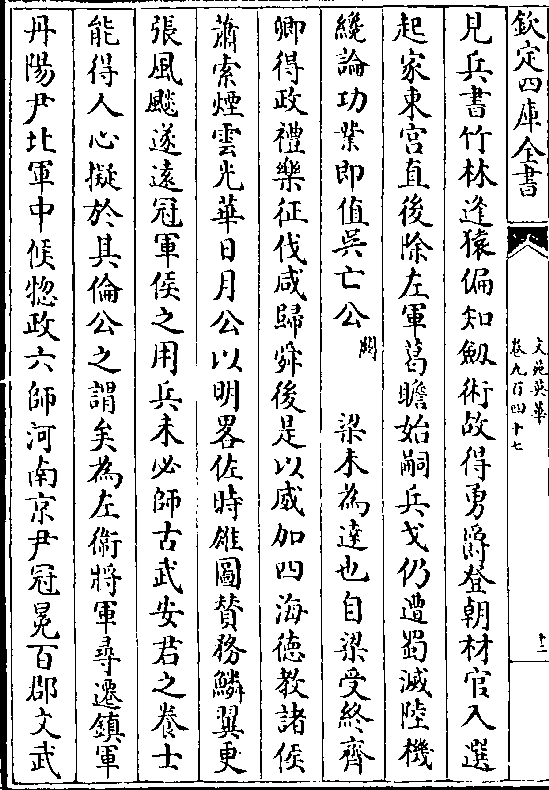 欽定四庫全書
文苑英華
卷九百四十七
十二
見兵書竹林逢猿偏知劔術故得勇爵登朝材官入選
起家東宮直後除左軍葛瞻始嗣兵戈仍遭蜀滅陸機
纔論功業即值吳亡公闕梁未為達也自梁受終齊
卿得政禮樂征伐咸歸舜後是以威加四海德教諸侯
蕭索煙雲光華日月公以明畧佐時雄圖贊務鱗翼更
張風飈遂遠冠軍侯之用兵未必師古武安君之養士
能得人心擬於其倫公之謂矣為左衛將軍尋遷鎮軍
丹陽尹北軍中候惣政六師河南京尹冠冕百郡文武